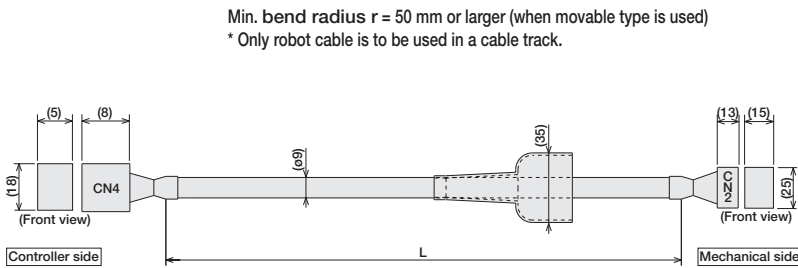 Min. bend radius r = 50 mm or larger (when movable type is used)
* Only robot cable is to be used in a cable track.
(5)
(8)
(13)
(15)
(35)
(ø9)
(18)
CN4
CN2
(25)
(Front view)
(Front view)
Controller side
L
Mechanical side